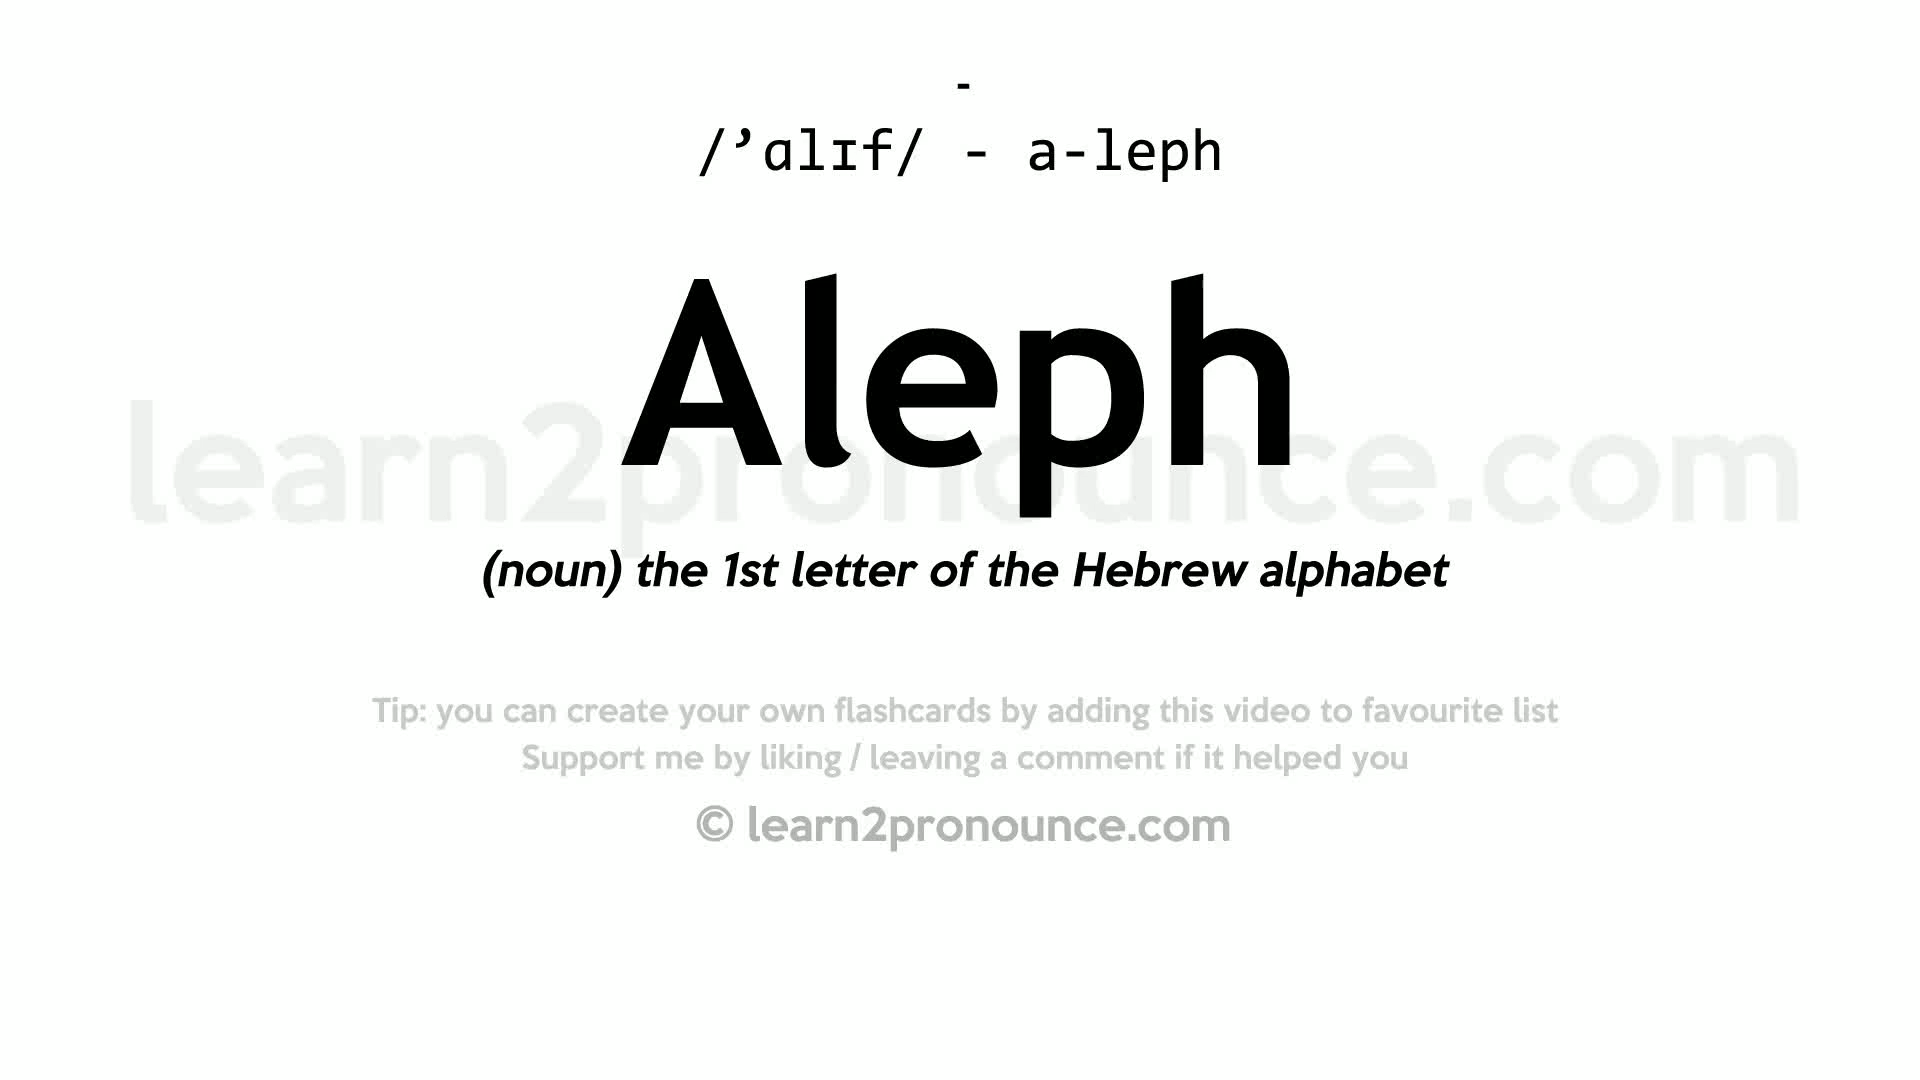 -
/’ɑlɪf/ - a-leph
Aleph
learn2pronounce.com
(noun) the 1st letter of the Hebrew alphabet
Tip: you can create your own flashcards by adding this video to favourite list
Support me by liking / leaving a comment if it helped you
© learn2pronounce.com